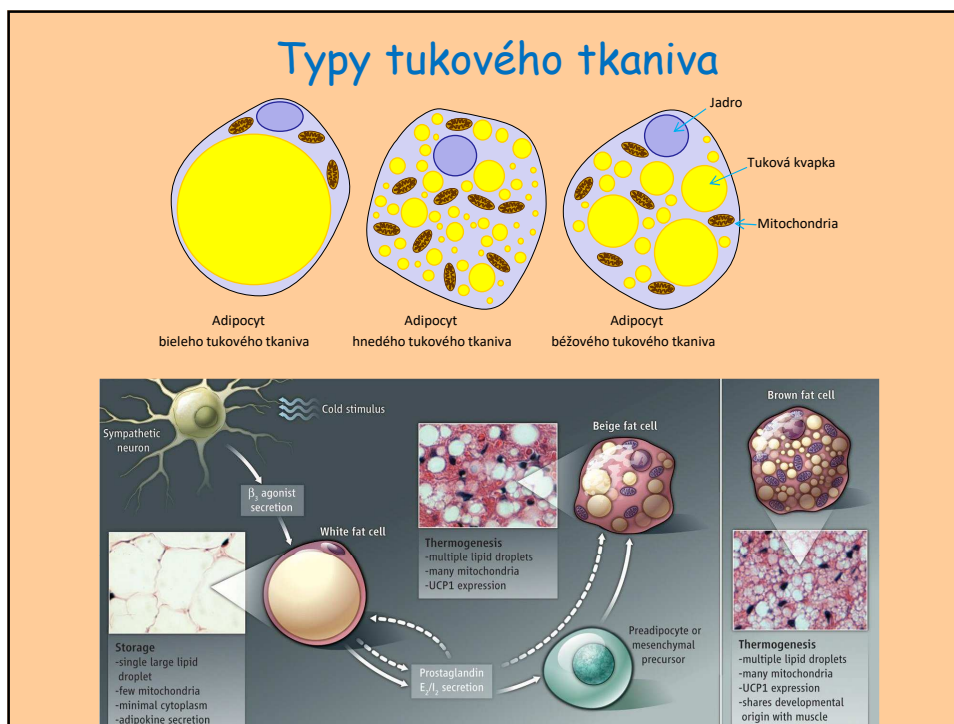 Typy tukového tkaniva
Jadro
Tuková kvapka
Mitochondria
Adipocyt
bieleho tukového tkaniva
Adipocyt
hnedého tukového tkaniva
Adipocyt
béžového tukového tkaniva
Sympathetic
neuron
Cold stimulus
β₃ agonist
secretion
White fat cell
Storage
-single large lipid
droplet
-few mitochondria
-minimal cytoplasm
-adipokine secretion
Thermogenesis
-multiple lipid droplets
-many mitochondria
-UCP1 expression
Beige fat cell
Prostaglandin
E₂/I₂ secretion
Preadipocyte or
mesenchymal
precursor
Brown fat cell
Thermogenesis
-multiple lipid droplets
-many mitochondria
-UCP1 expression
-shares developmental
origin with muscle